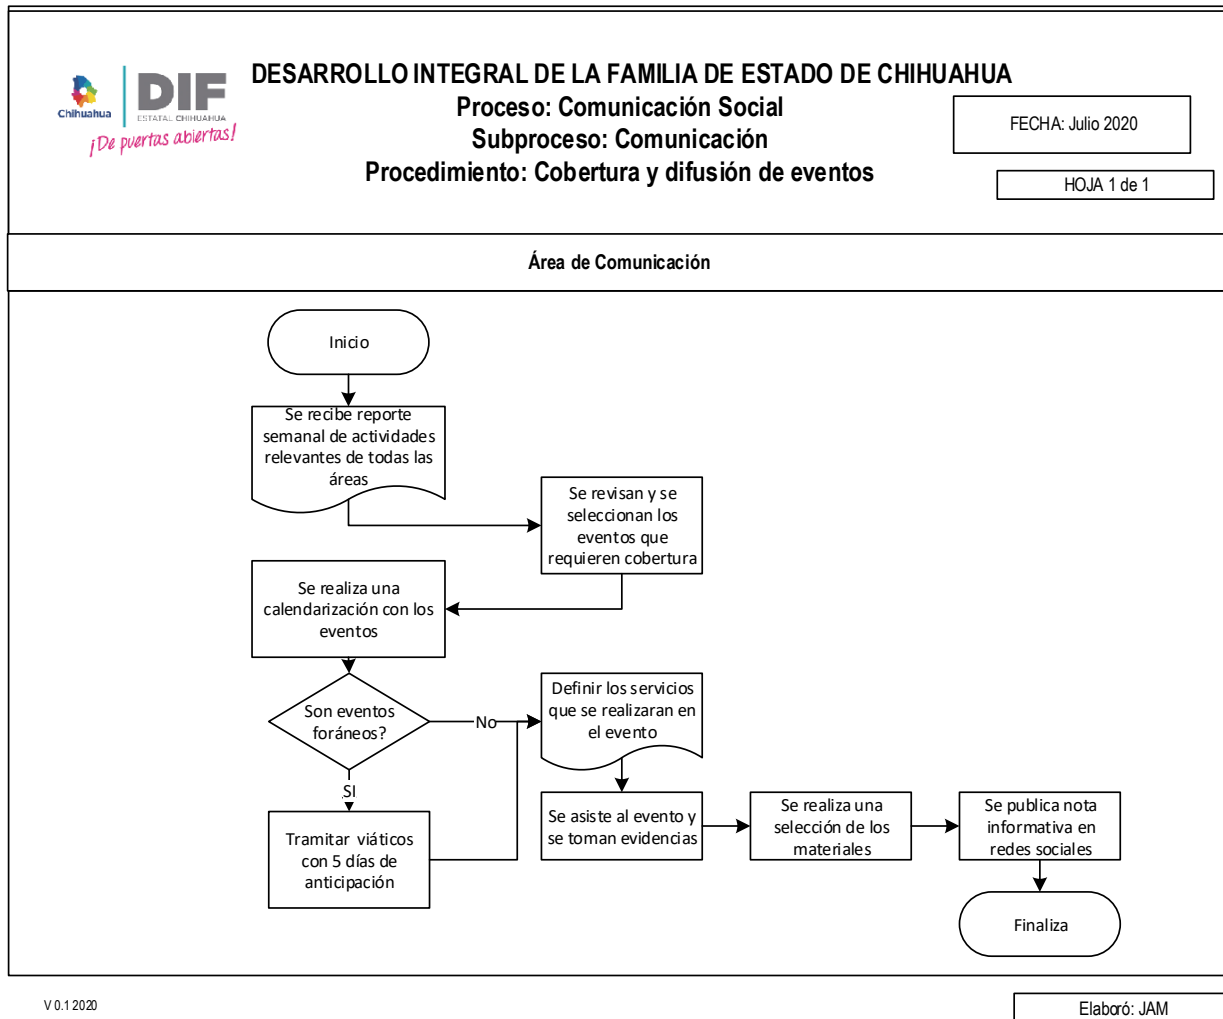 Chihuahua
DIF
ESTATAL CHIHUAHUA
¡De puertas abiertas!
DESARROLLO INTEGRAL DE LA FAMILIA DE ESTADO DE CHIHUAHUA
Proceso: Comunicación Social
Subproceso: Comunicación
Procedimiento: Cobertura y difusión de eventos
FECHA: Julio 2020
HOJA 1 de 1
Área de Comunicación
Inicio
Se recibe reporte
semanal de actividades
relevantes de todas las
áreas
Se revisan y se
seleccionan los
eventos que
requieren cobertura
Se realiza una
calendarización con los
eventos
Son eventos
foráneos?
No
SI
Definir los servicios
que se realizaran en
el evento
Tramitar viáticos
con 5 días de
anticipación
Se asiste al evento y
se toman evidencias
Se realiza una
selección de los
materiales
Se publica nota
informativa en
redes sociales
Finaliza
V 0.1 2020
Elaboró: JAM